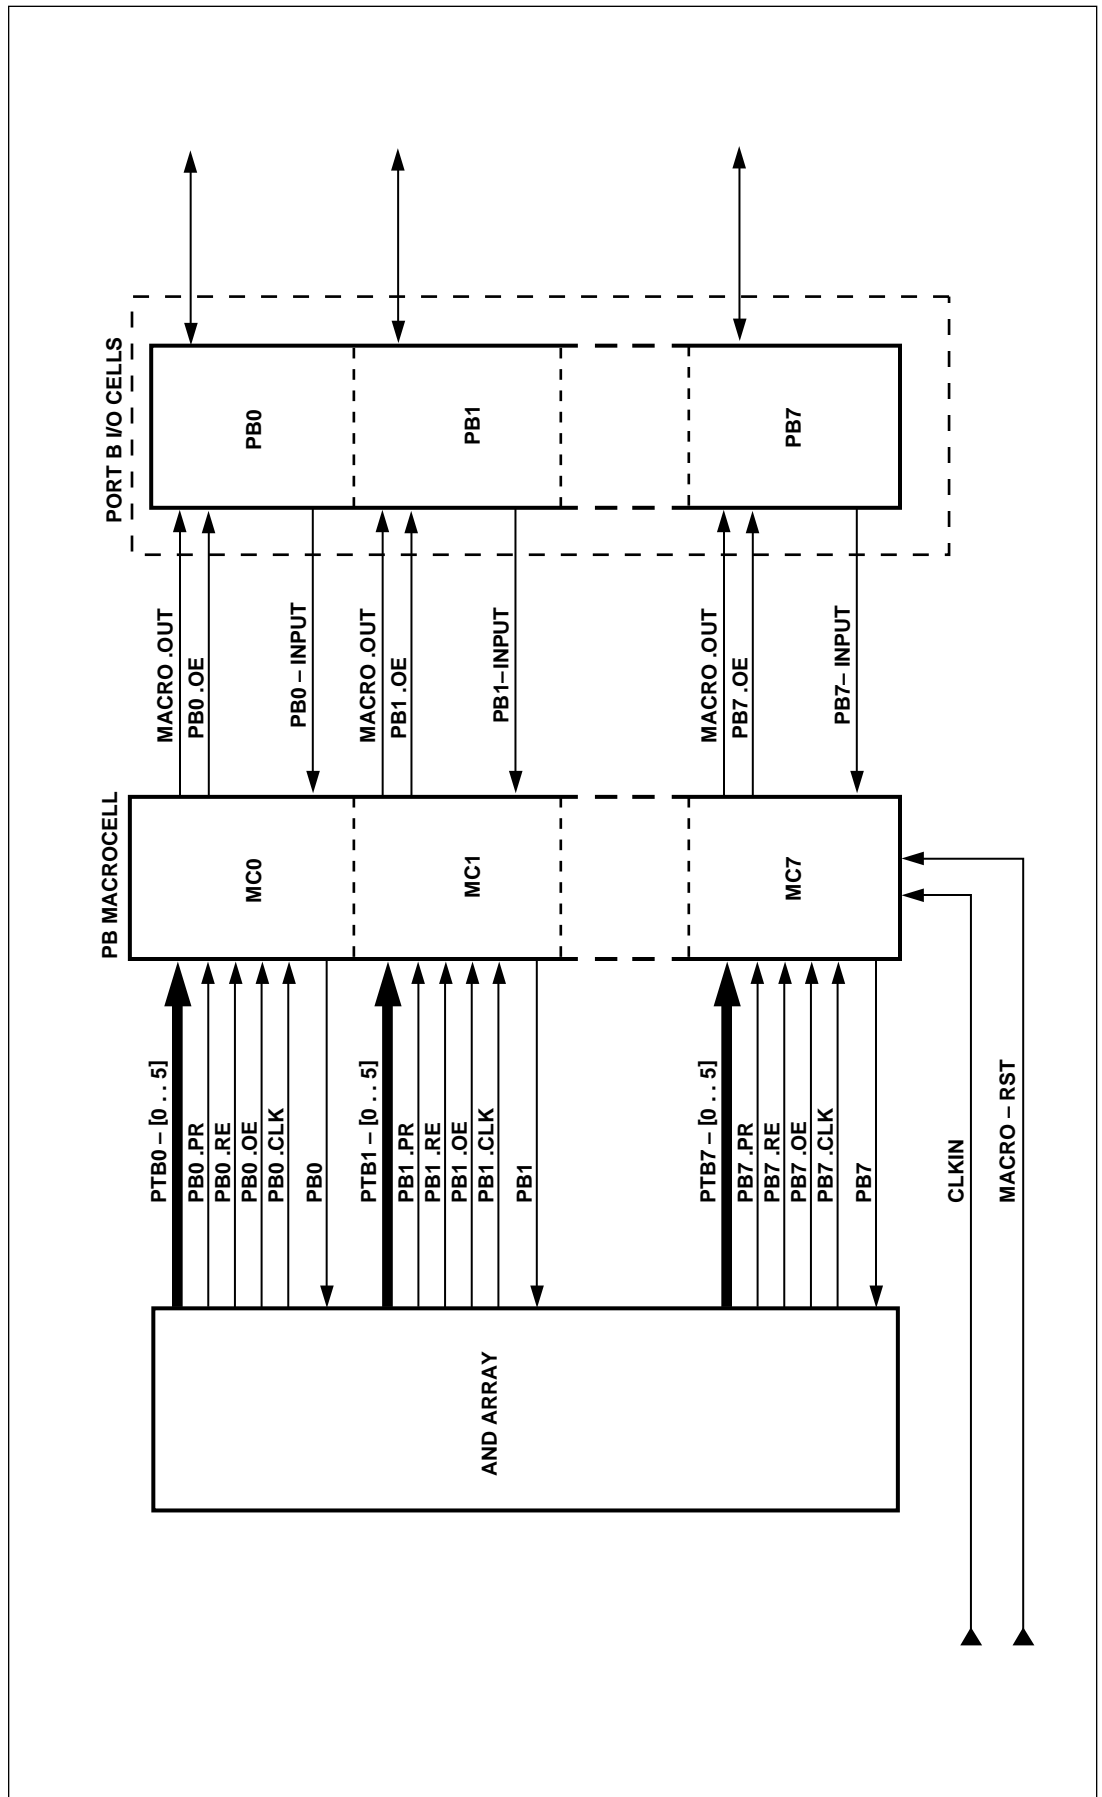 PORT B I/O CELLS
PB0
PB1
PB7
MACRO .OUT
PB0 .OE
PB0 – INPUT
MACRO .OUT
PB1 .OE
PB1– INPUT
MACRO .OUT
PB7 .OE
PB7– INPUT
PB MACROCELL
MC0
MC1
MC7
PTB0 – [0 . . 5]
PB0 .PR
PB0 .RE
PB0 .OE
PB0 .CLK
PB0
PTB1 – [0 . . 5]
PB1 .PR
PB1 .RE
PB1 .OE
PB1 .CLK
PB1
PTB7 – [0 . . 5]
PB7 .PR
PB7 .RE
PB7 .OE
PB7 .CLK
PB7
CLKIN
MACRO – RST
AND ARRAY